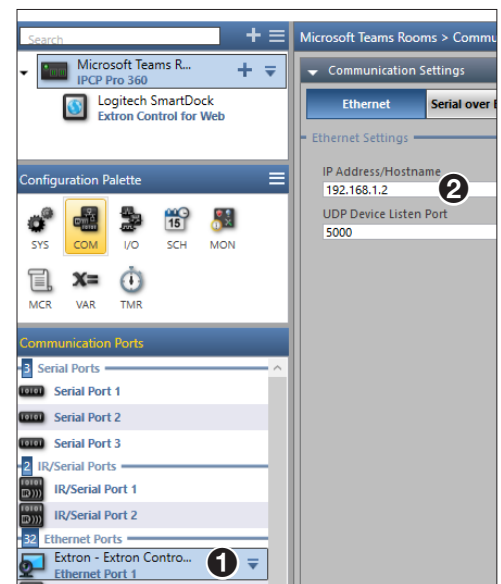 Search
Microsoft Teams R...
IPCP Pro 360
Logitech SmartDock
Extron Control for Web
Configuration Palette
SYS COM I/O SCH MON
15
MCR VAR TMR
X=
Communication Ports
3 Serial Ports
Serial Port 1
Serial Port 2
Serial Port 3
2 IR/Serial Ports
IR/Serial Port 1
IR/Serial Port 2
32 Ethernet Ports
Extron - Extron Contro... 1
Ethernet Port 1
Microsoft Teams Rooms > Commu
Communication Settings
Ethernet Serial over E
Ethernet Settings
IP Address/Hostname
192.168.1.2 2
UDP Device Listen Port
5000